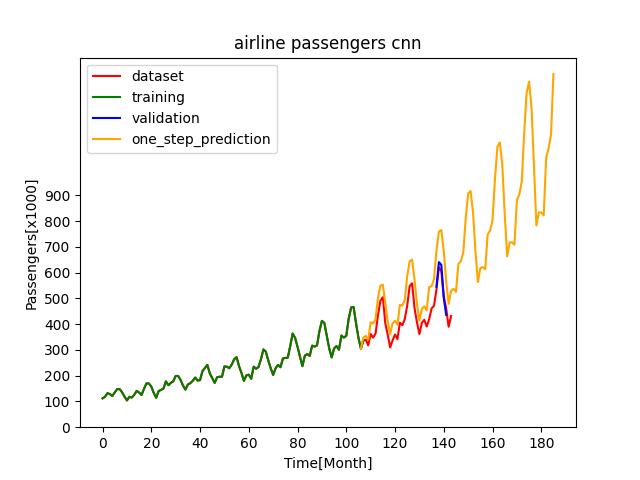 airline passengers cnn
dataset
training
validation
one_step_prediction
Passengers[x1000]
900
800
700
600
500
400
300
200
100
0
0 20 40 60 80 100 120 140 160 180
Time[Month]